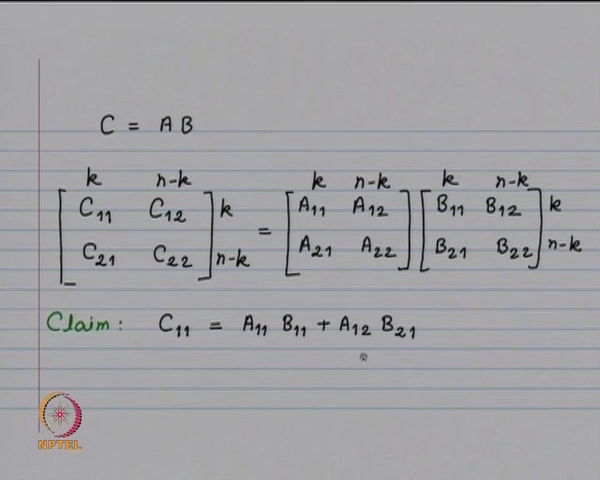 C = AB
k n-k k n-k k n-k
[ C₁₁ C₁₂ ] k = [ A₁₁ A₁₂ ] [ B₁₁ B₁₂ ] k
[ C₂₁ C₂₂ ] n-k [ A₂₁ A₂₂ ] [ B₂₁ B₂₂ ] n-k
Claim: C₁₁ = A₁₁ B₁₁ + A₁₂ B₂₁
NPTEL